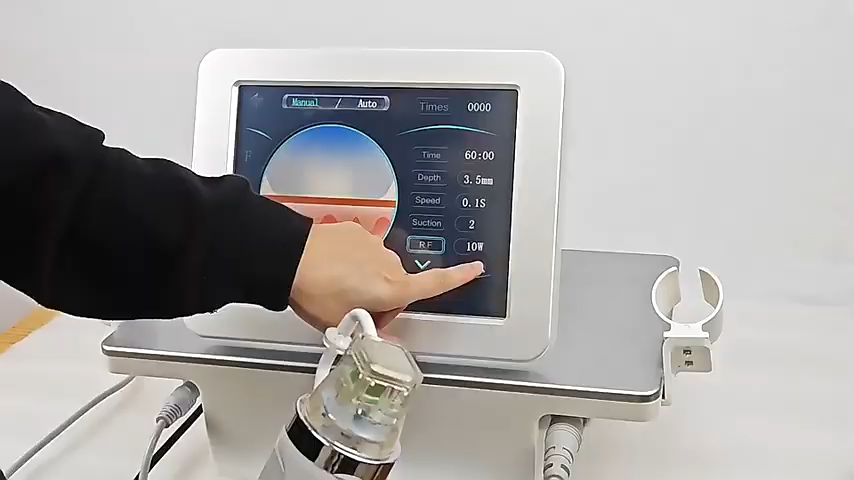 Manual / Auto
Times 0000
F
Time 60:00
Depth 3.5mm
Speed 0.1S
Suction 2
RF 10W